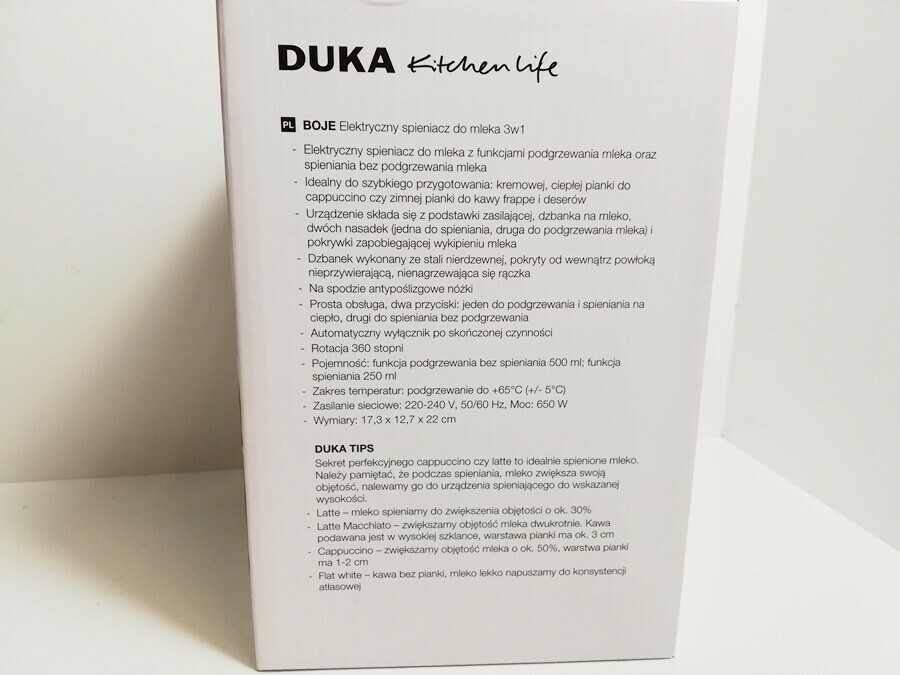 DUKA Kitchen Life
PL BOJE Elektryczny spieniacz do mleka 3w1
- Elektryczny spieniacz do mleka z funkcjami podgrzewania mleka oraz
spieniania bez podgrzewania mleka
- Idealny do szybkiego przygotowania: kremowej, ciepłej pianki do
cappuccino czy zimnej pianki do kawy frappe i deserów
- Urządzenie składa się z podstawki zasilającej, dzbanka na mleko,
dwóch nasadek (jedna do spieniania, druga do podgrzewania mleka) i
pokrywki zapobiegającej wykipieniu mleka
- Dzbanek wykonany ze stali nierdzewnej, pokryty od wewnątrz powłoką
nieprzywierającą, nienagrzewająca się rączka
- Na spodzie antypoślizgowe nóżki
- Prosta obsługa, dwa przyciski: jeden do podgrzewania i spieniania na
ciepło, drugi do spieniania bez podgrzewania
- Automatyczny wyłącznik po skończonej czynności
- Rotacja 360 stopni
- Pojemność: funkcja podgrzewania bez spieniania 500 ml; funkcja
spieniania 250 ml
- Zakres temperatur: podgrzewanie do +65°C (+/- 5°C)
- Zasilanie sieciowe: 220-240 V, 50/60 Hz, Moc: 650 W
- Wymiary: 17,3 x 12,7 x 22 cm
DUKA TIPS
Sekret perfekcyjnego cappuccino czy latte to idealnie spienione mleko.
Należy pamiętać, że podczas spieniania, mleko zwiększa swoją
objętość, nalewamy go do urządzenia spieniającego do wskazanej
wysokości.
- Latte – mleko spieniamy do zwiększenia objętości o ok. 30%
- Latte Macchiato – zwiększamy objętość mleka dwukrotnie. Kawa
podawana jest w wysokiej szklance, warstawa pianki ma ok. 3 cm
- Cappuccino – zwiększamy objętość mleka o ok. 50%, warstwa pianki
ma 1-2 cm
- Flat white – kawa bez pianki, mleko lekko napuszamy do konsystencji
atłasowej